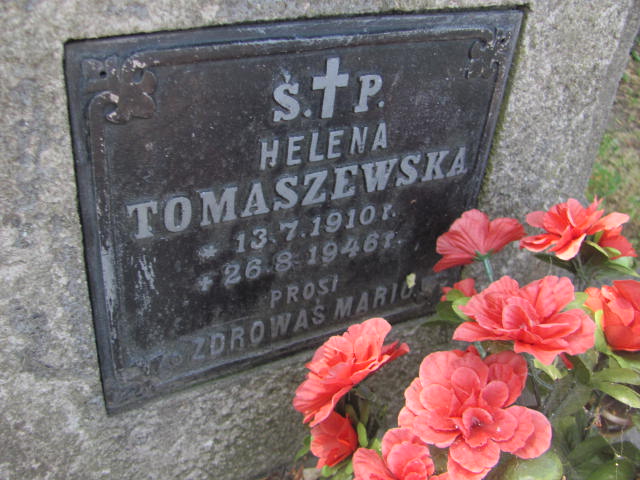 Ś.✝P.
HELENA
TOMASZEWSKA
* 13.7.1910 r.
+ 26.8.1946 r.
PROSI
ZDROWAŚ MARIO